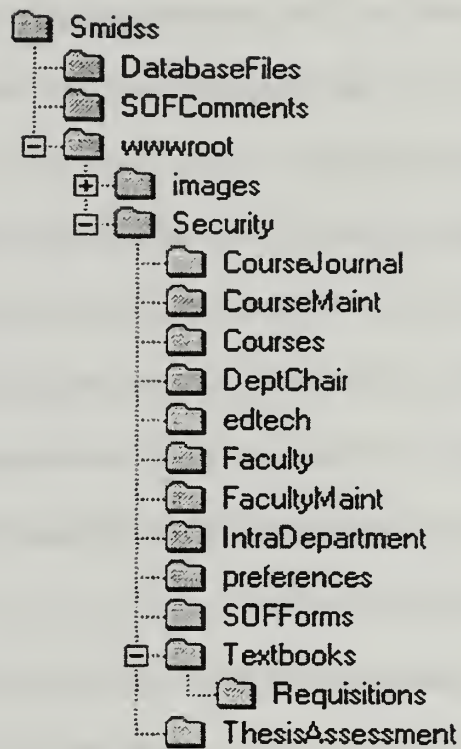 Smidss
DatabaseFiles
SOFComments
wwwroot
images
Security
CourseJournal
CourseMaint
Courses
DeptChair
edtech
Faculty
FacultyMaint
IntraDepartment
preferences
SOFForms
Textbooks
Requisitions
ThesisAssessment